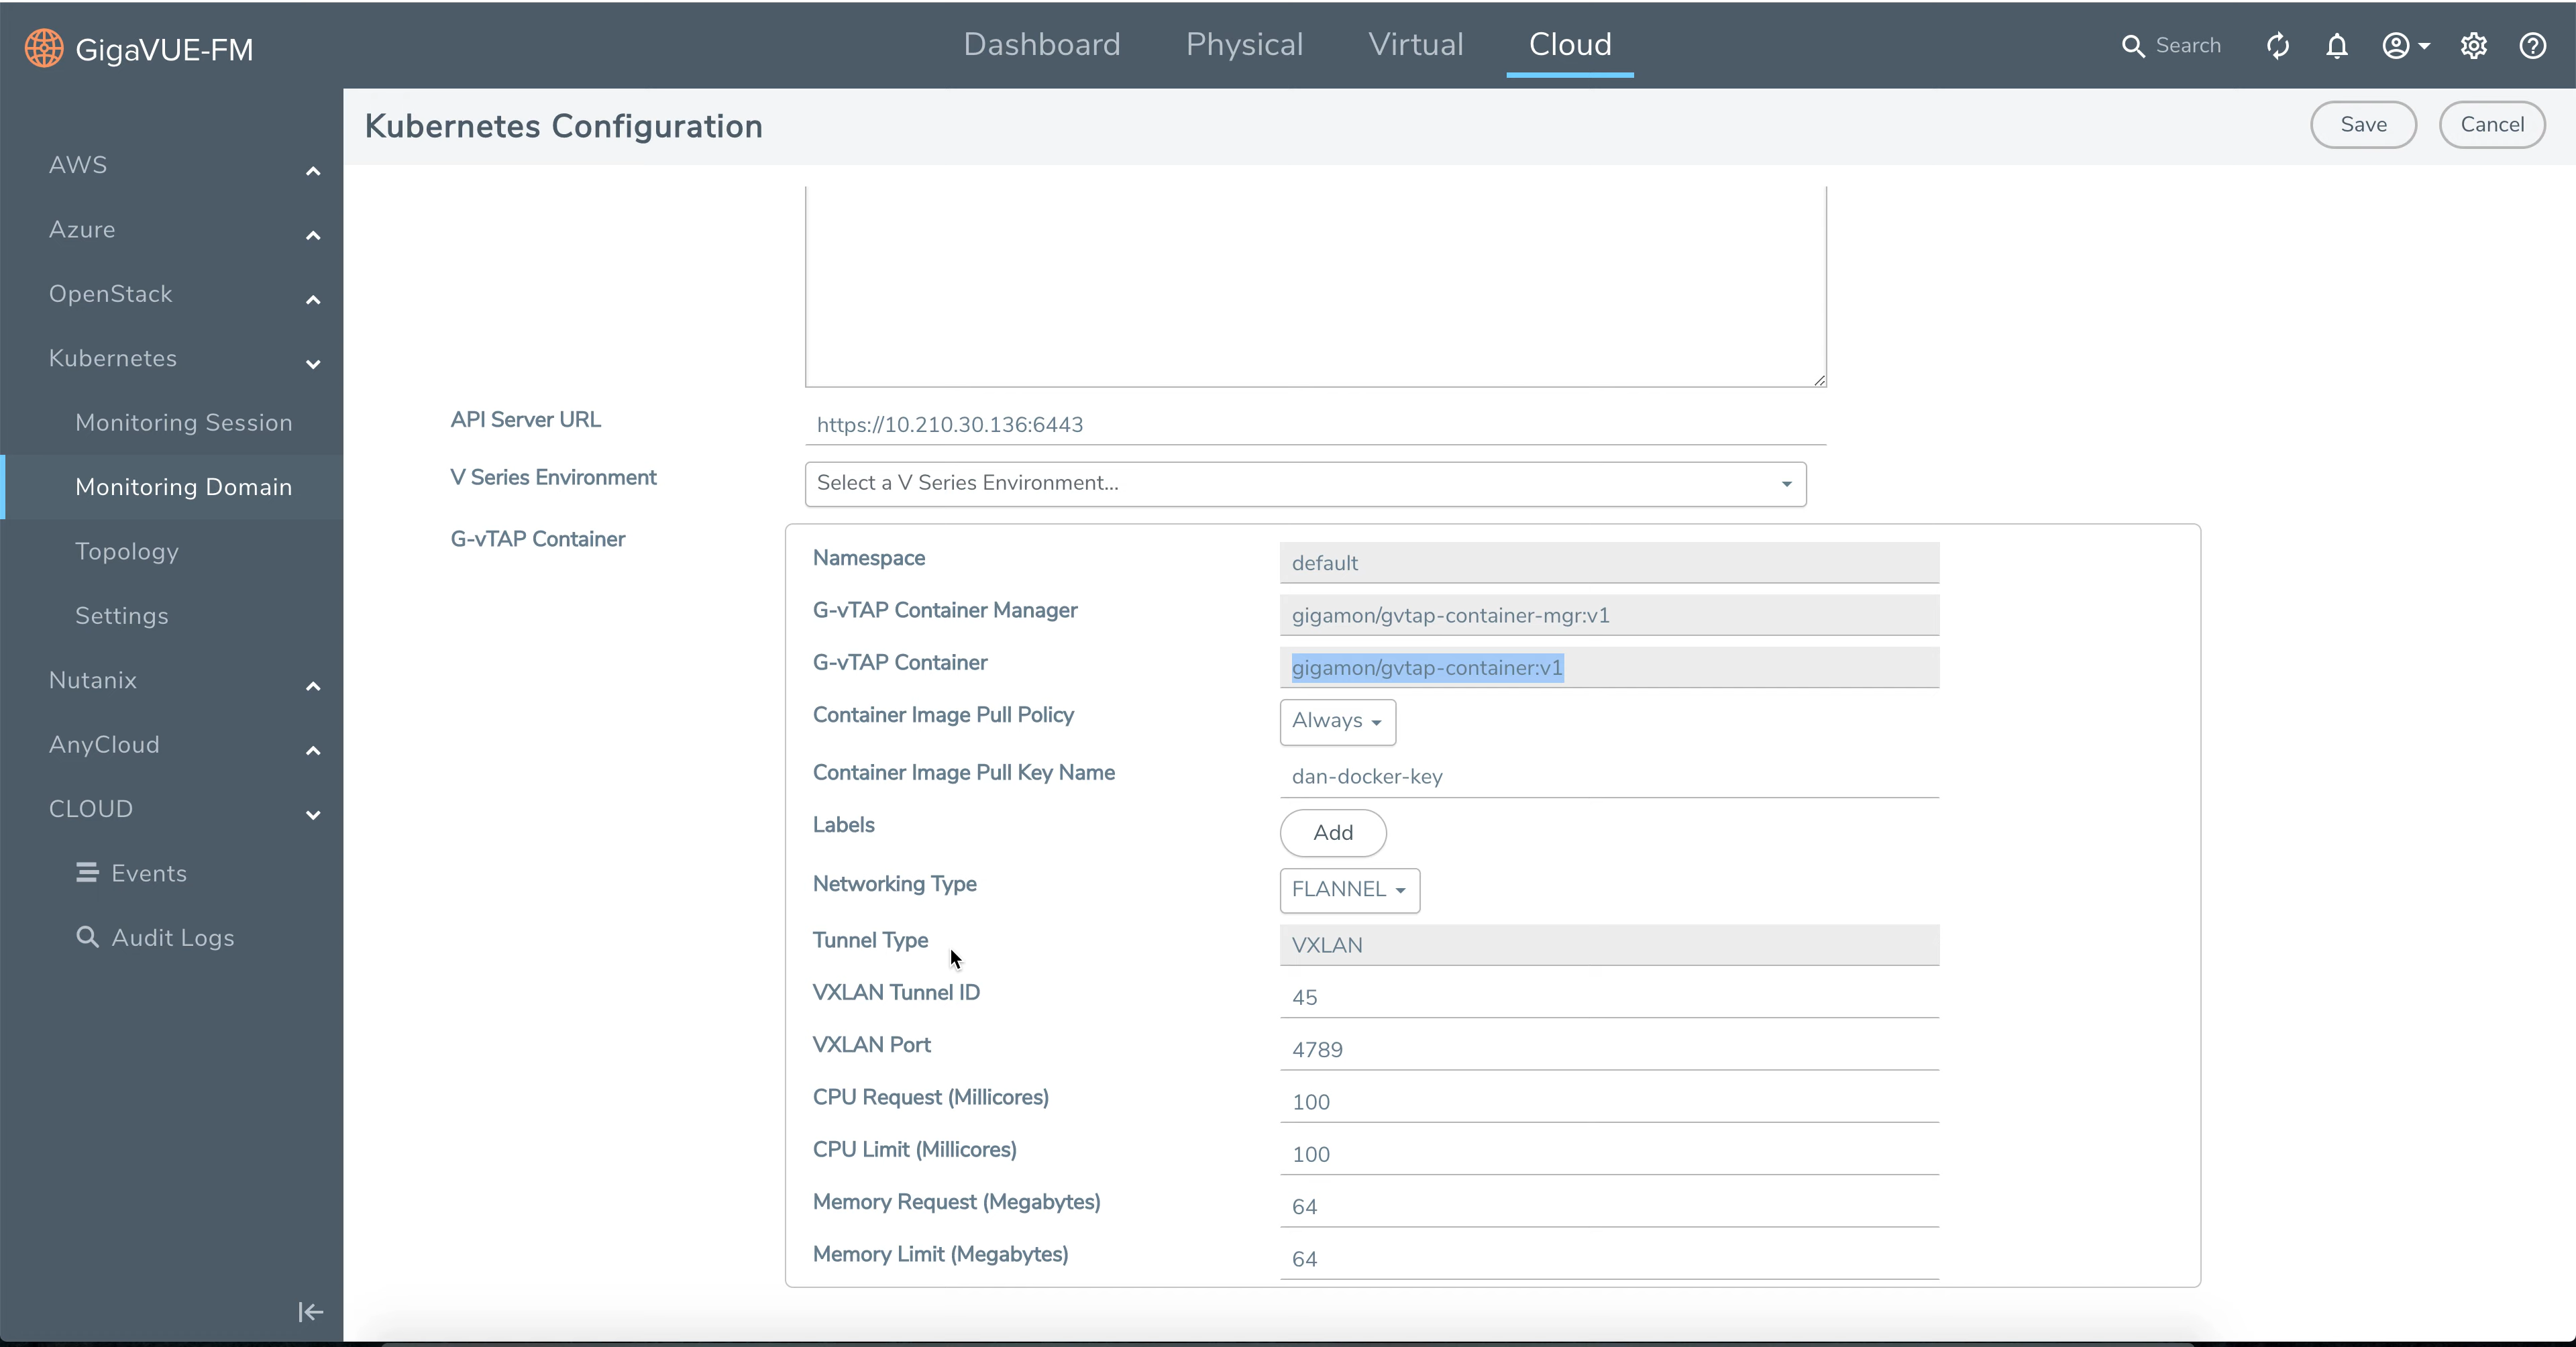 GigaVUE-FM
Dashboard Physical Virtual Cloud
Search
Kubernetes Configuration
Save Cancel
AWS
Azure
OpenStack
Kubernetes
Monitoring Session
Monitoring Domain
Topology
Settings
Nutanix
AnyCloud
CLOUD
Events
Audit Logs
API Server URL https://10.210.30.136:6443
V Series Environment Select a V Series Environment...
G-vTAP Container
Namespace default
G-vTAP Container Manager gigamon/gvtap-container-mgr:v1
G-vTAP Container gigamon/gvtap-container:v1
Container Image Pull Policy Always
Container Image Pull Key Name dan-docker-key
Labels Add
Networking Type FLANNEL
Tunnel Type VXLAN
VXLAN Tunnel ID 45
VXLAN Port 4789
CPU Request (Millicores) 100
CPU Limit (Millicores) 100
Memory Request (Megabytes) 64
Memory Limit (Megabytes) 64